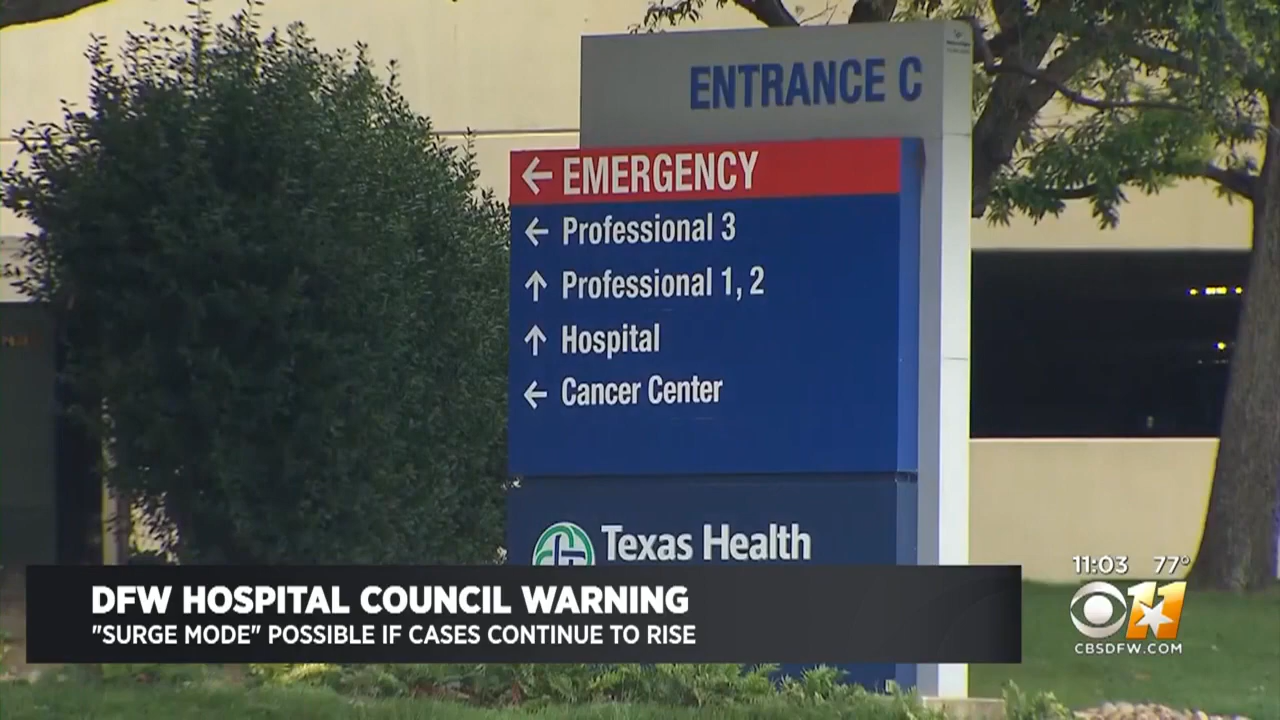 ENTRANCE C
← EMERGENCY
← Professional 3
↑ Professional 1, 2
↑ Hospital
← Cancer Center
Texas Health
DFW HOSPITAL COUNCIL WARNING
"SURGE MODE" POSSIBLE IF CASES CONTINUE TO RISE
11:03 77°
11
CBSDFW.COM